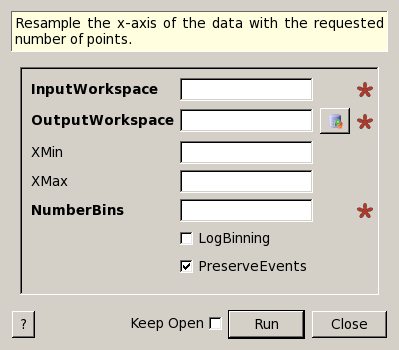 Resample the x-axis of the data with the requested
number of points.
InputWorkspace
OutputWorkspace
XMin
XMax
NumberBins
LogBinning
PreserveEvents
? Keep Open Run Close